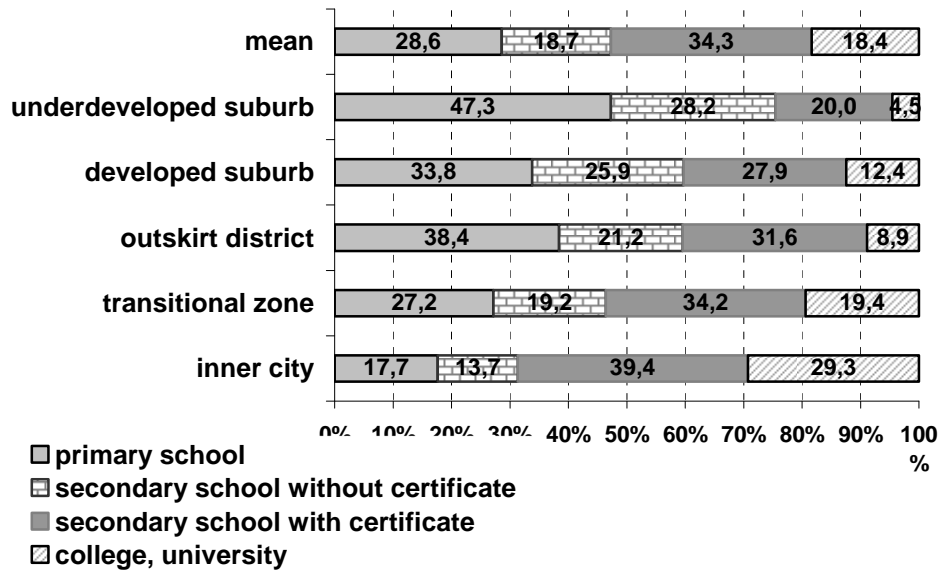 mean 28,6 18,7 34,3 18,4
underdeveloped suburb 47,3 28,2 20,0 4,5
developed suburb 33,8 25,9 27,9 12,4
outskirt district 38,4 21,2 31,6 8,9
transitional zone 27,2 19,2 34,2 19,4
inner city 17,7 13,7 39,4 29,3
0% 10% 20% 30% 40% 50% 60% 70% 80% 90% 100
%
primary school
secondary school without certificate
secondary school with certificate
college, university